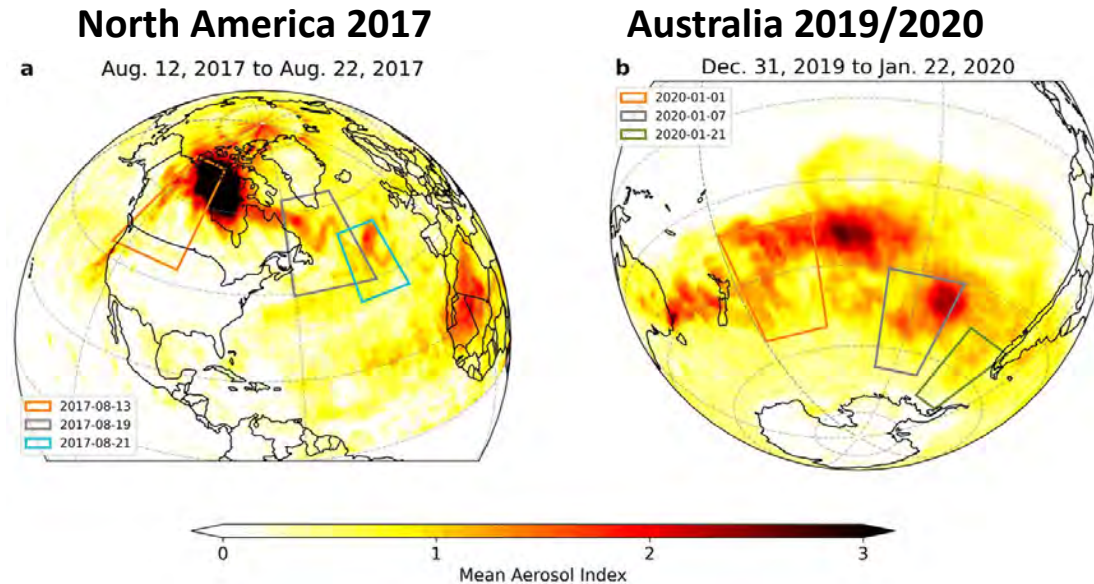 North America 2017
Australia 2019/2020
a
Aug. 12, 2017 to Aug. 22, 2017
b
Dec. 31, 2019 to Jan. 22, 2020
2020-01-01
2020-01-07
2020-01-21
2017-08-13
2017-08-19
2017-08-21
0
1
2
3
Mean Aerosol Index